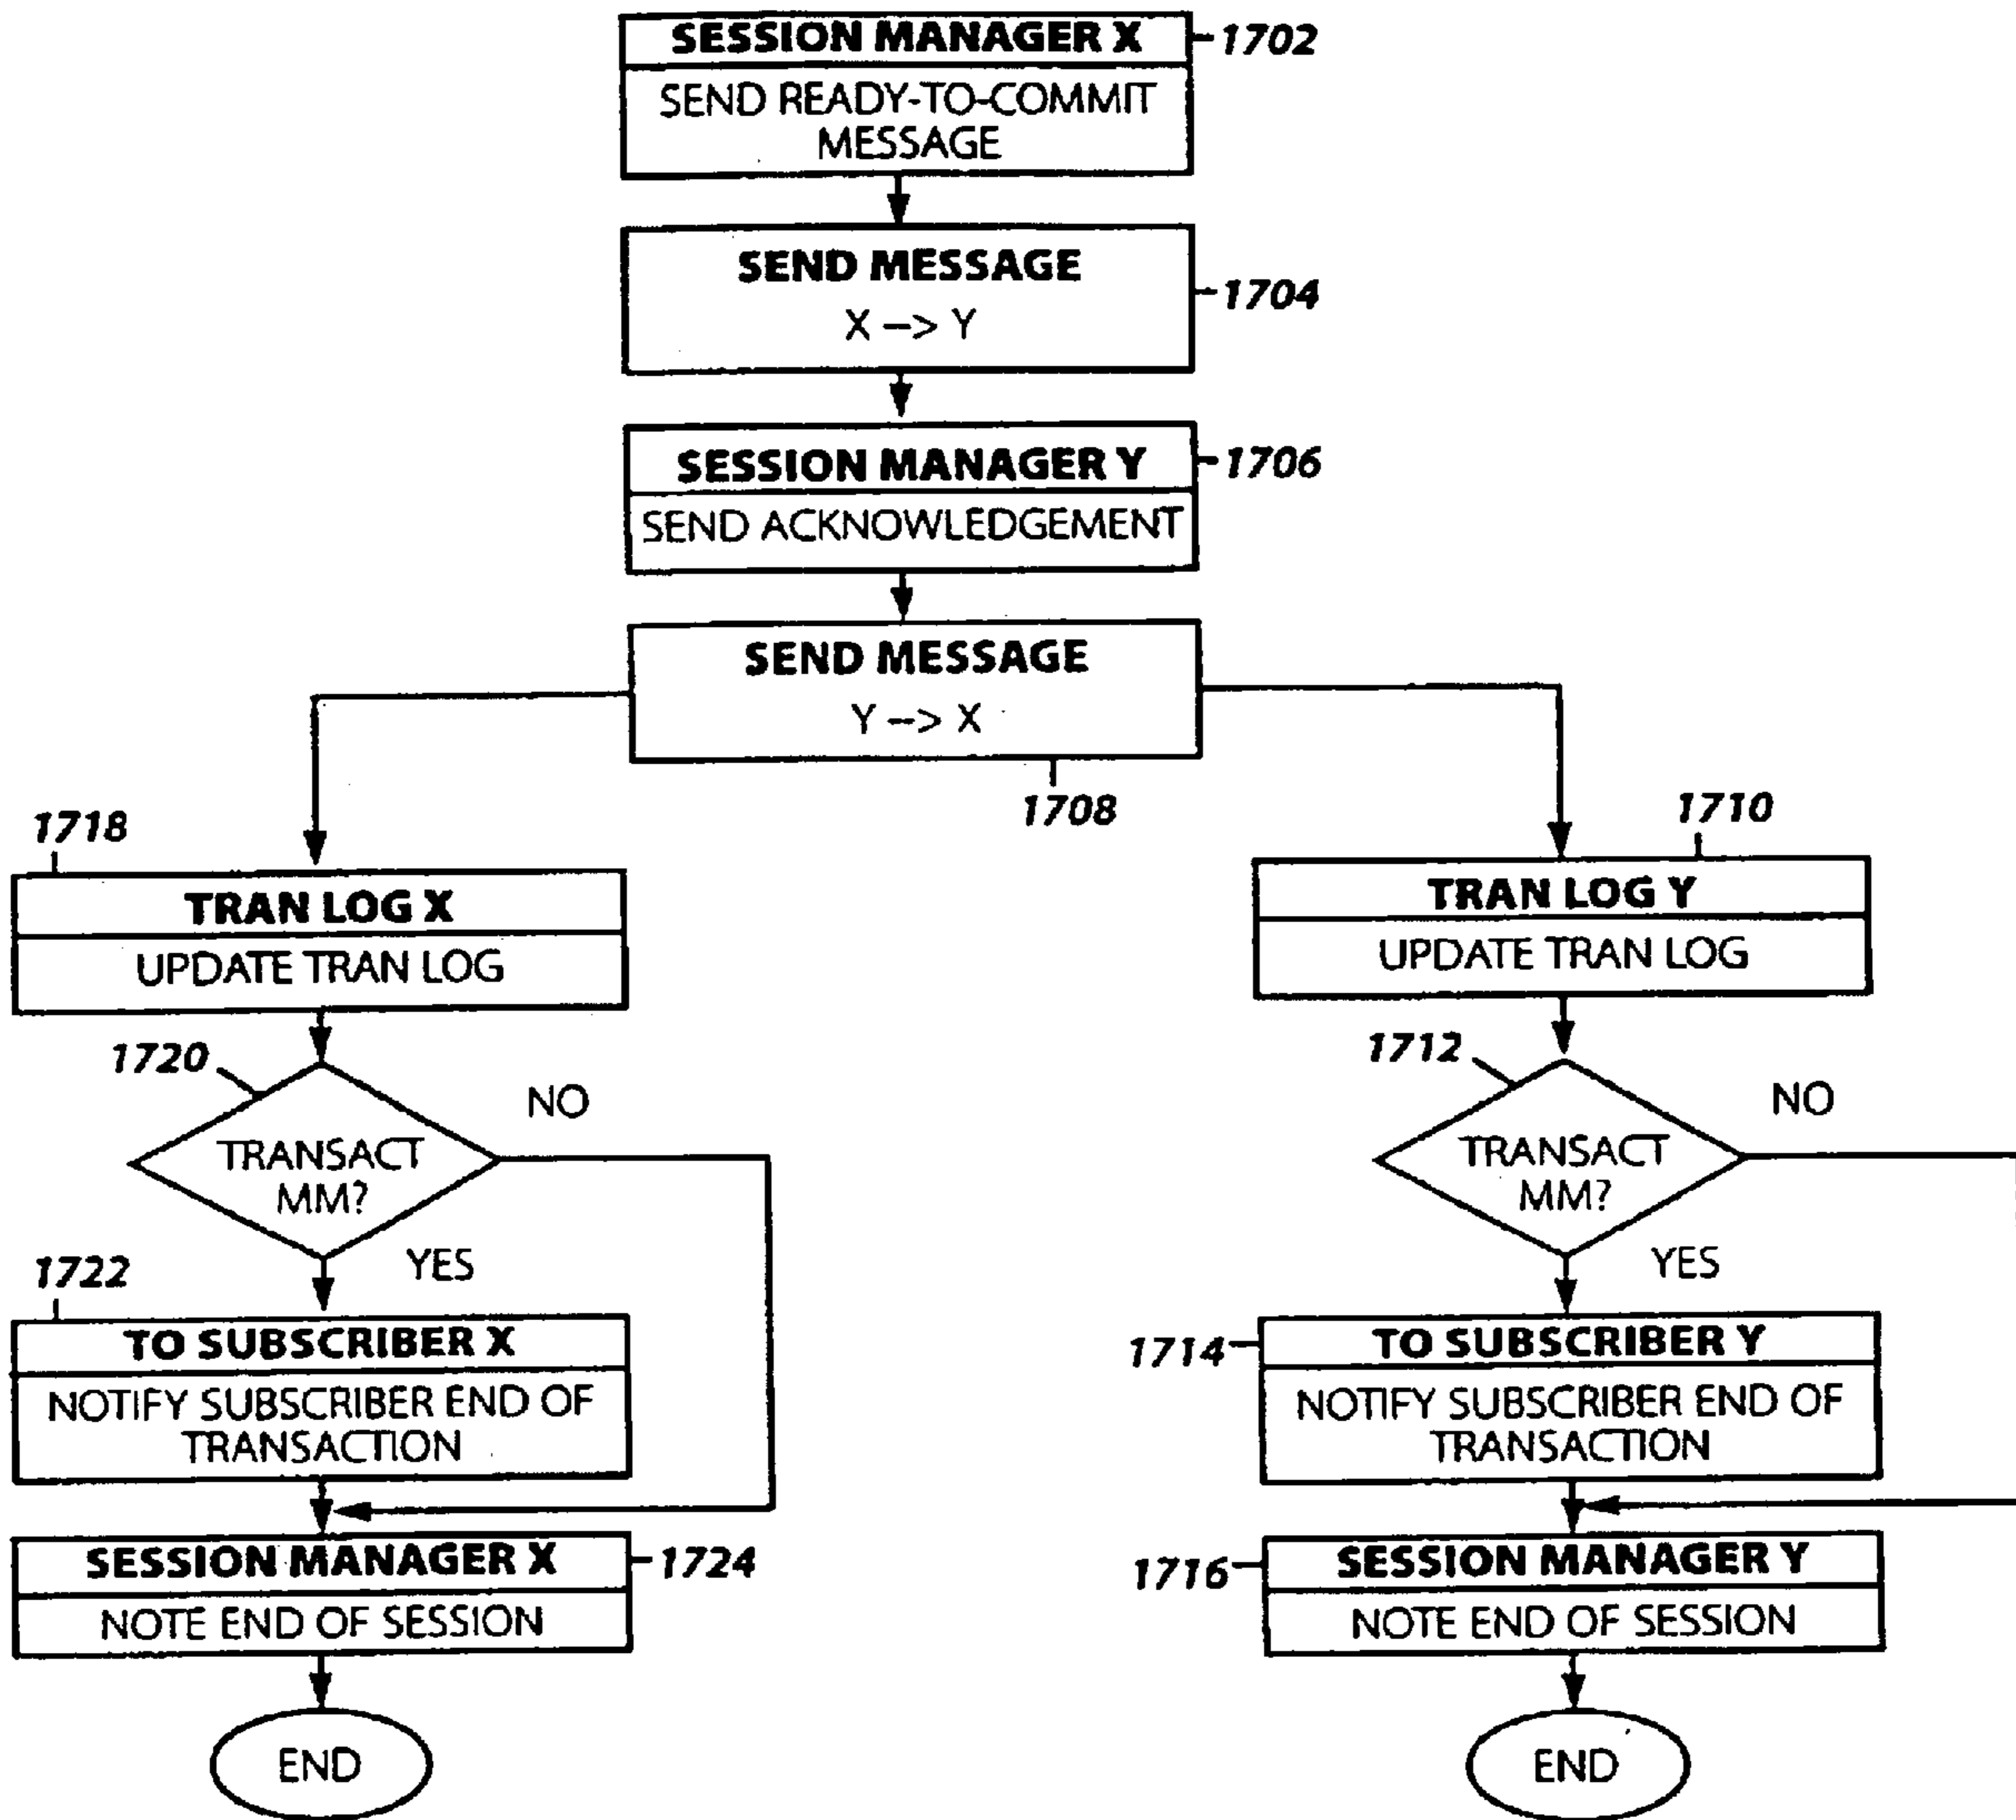 SESSION MANAGER X
1702
SEND READY-TO-COMMIT
MESSAGE
SEND MESSAGE
X --> Y
1704
SESSION MANAGER Y
1706
SEND ACKNOWLEDGEMENT
SEND MESSAGE
Y --> X
1708
1718
TRAN LOG X
UPDATE TRAN LOG
1720
NO
TRANSACT
MM?
YES
1722
TO SUBSCRIBER X
NOTIFY SUBSCRIBER END OF
TRANSACTION
SESSION MANAGER X
1724
NOTE END OF SESSION
END
1710
TRAN LOG Y
UPDATE TRAN LOG
1712
NO
TRANSACT
MM?
YES
1714
TO SUBSCRIBER Y
NOTIFY SUBSCRIBER END OF
TRANSACTION
1716
SESSION MANAGER Y
NOTE END OF SESSION
END